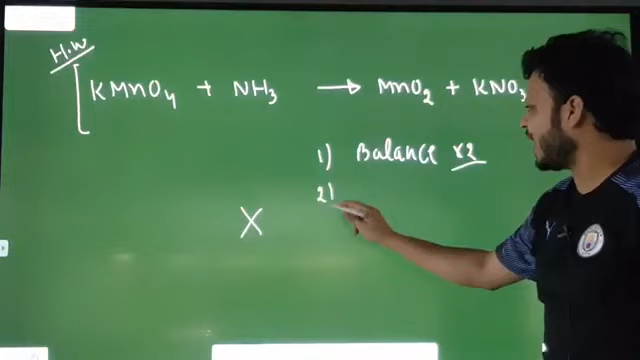 H.W
KMnO₄ + NH₃ → MnO₂ + KNO₃
1) Balance x2
2)
X